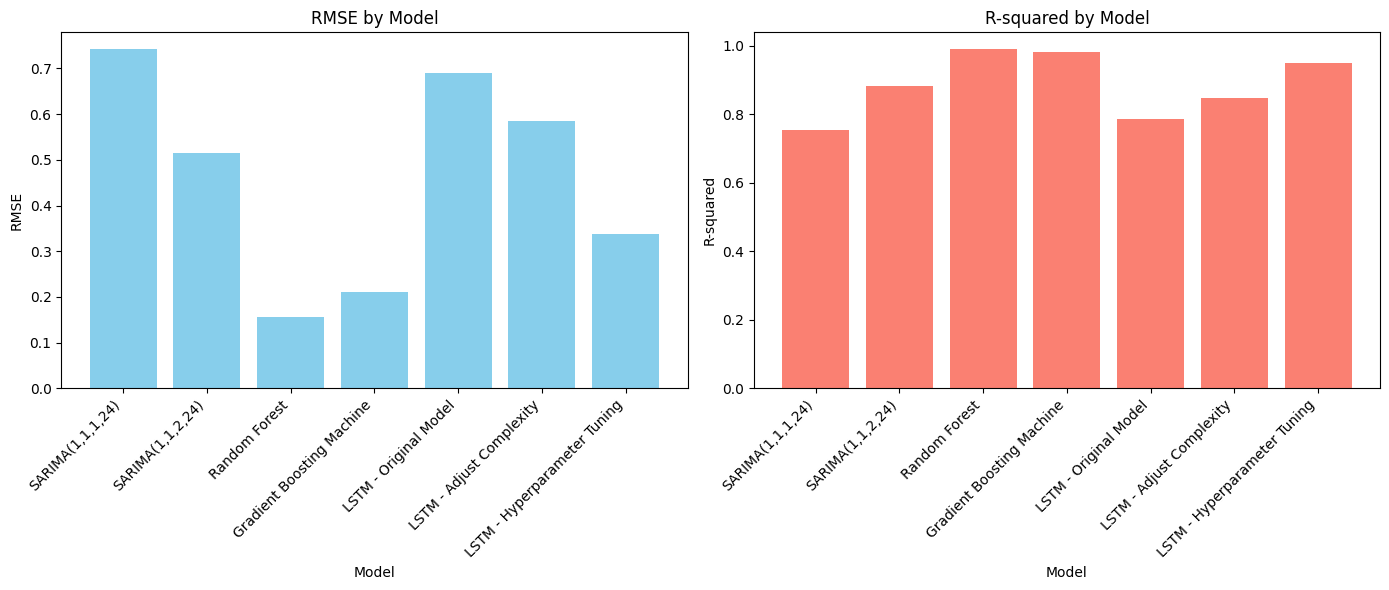 RMSE by Model
RMSE
0.7
0.6
0.5
0.4
0.3
0.2
0.1
0.0
SARIMA(1,1,1,24)
SARIMA(1,1,2,24)
Random Forest
Gradient Boosting Machine
LSTM - Original Model
LSTM - Adjust Complexity
LSTM - Hyperparameter Tuning
Model
R-squared by Model
R-squared
1.0
0.8
0.6
0.4
0.2
0.0
SARIMA(1,1,1,24)
SARIMA(1,1,2,24)
Random Forest
Gradient Boosting Machine
LSTM - Original Model
LSTM - Adjust Complexity
LSTM - Hyperparameter Tuning
Model